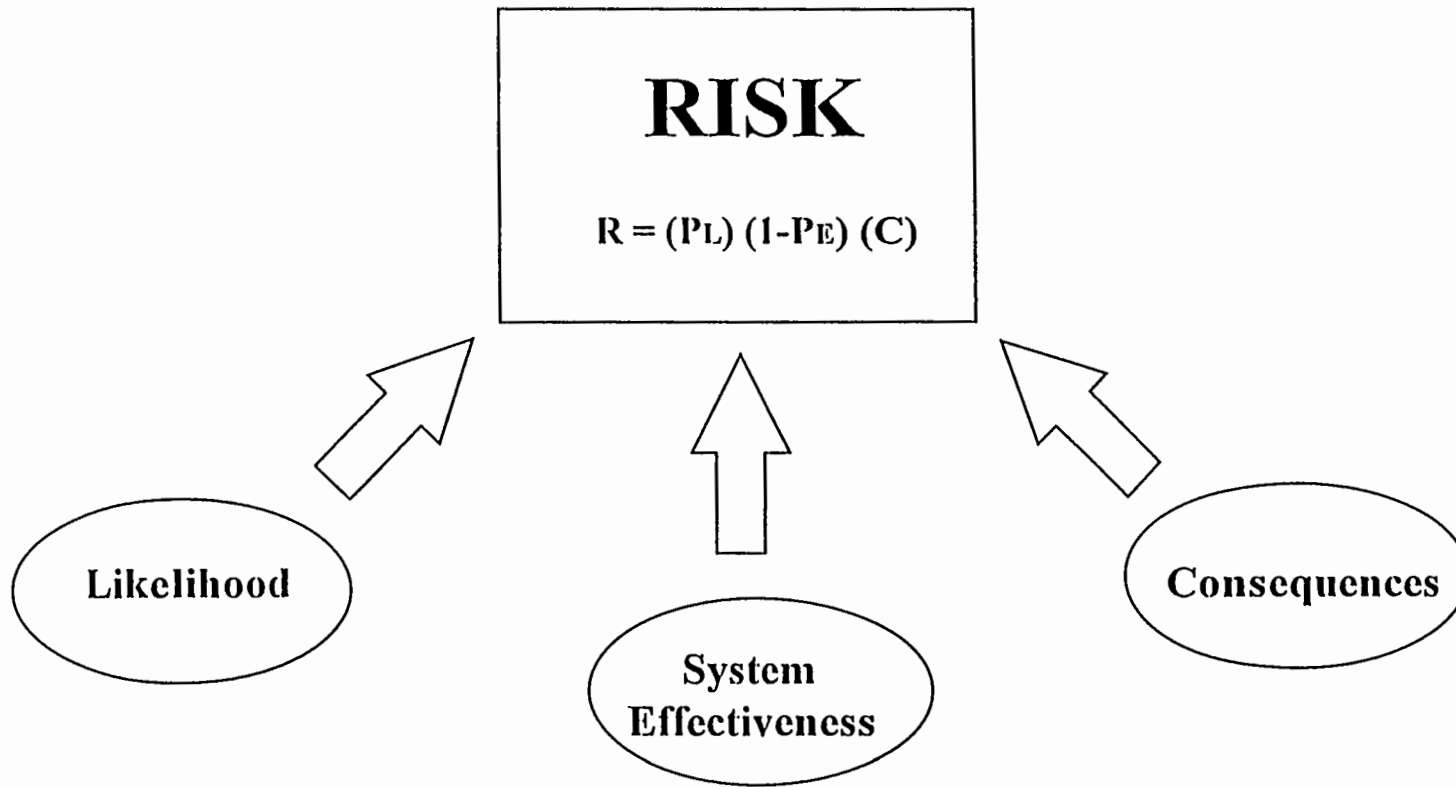 RISK
R = (PL) (1-PE) (C)
Likelihood
System
Effectiveness
Consequences